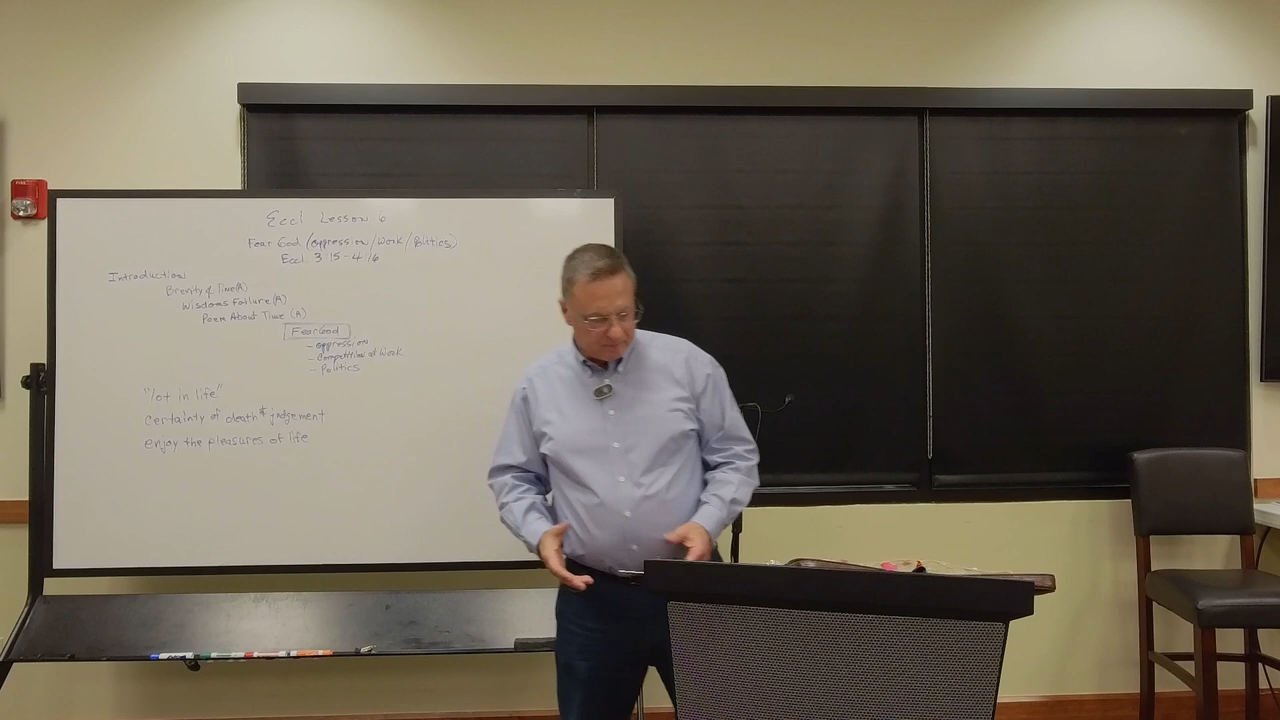 Eccl Lesson 6
Fear God (oppression/Work/Politics)
Eccl 3:15-4:16
Introduction
Brevity of Time(A)
Wisdoms Failure(A)
Poem About Time (A)
Fear God
- oppression
- Competition at Work
- Politics
"lot in life"
certainty of death & judgement
enjoy the pleasures of life
FIRE